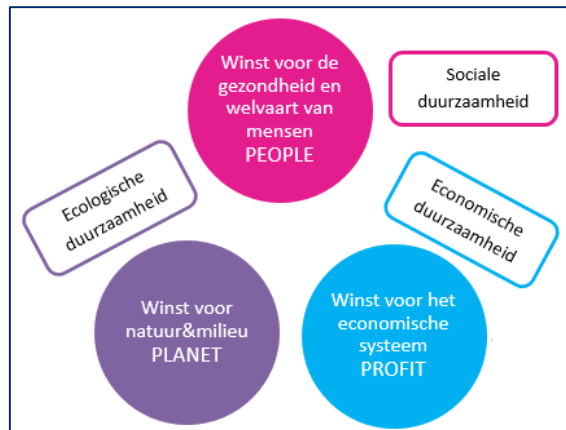 Winst voor de
gezondheid en
welvaart van
mensen
PEOPLE
Sociale
duurzaamheid
Ecologische
duurzaamheid
Economische
duurzaamheid
Winst voor
natuur&milieu
PLANET
Winst voor het
economische
systeem
PROFIT